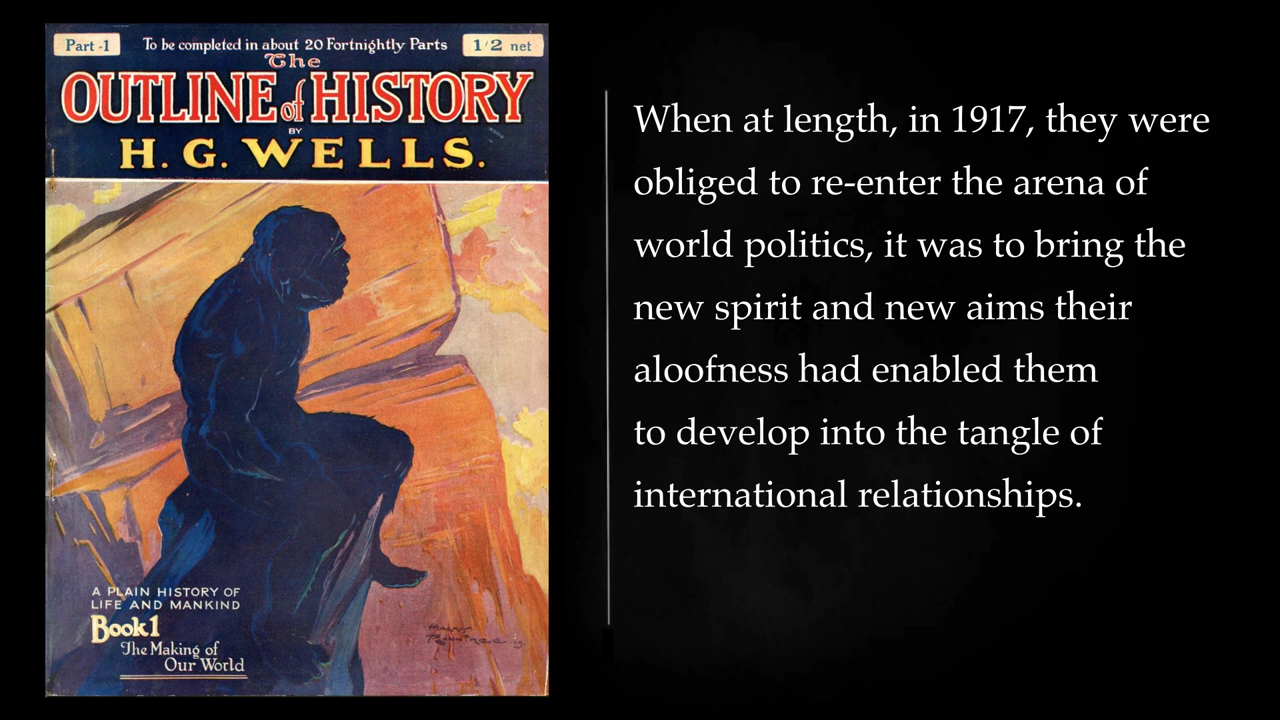 Part -1
To be completed in about 20 Fortnightly Parts
1/2 net
The
OUTLINE of HISTORY
BY
H. G. WELLS.
A PLAIN HISTORY OF
LIFE AND MANKIND
Book 1
The Making of
Our World
When at length, in 1917, they were
obliged to re-enter the arena of
world politics, it was to bring the
new spirit and new aims their
aloofness had enabled them
to develop into the tangle of
international relationships.